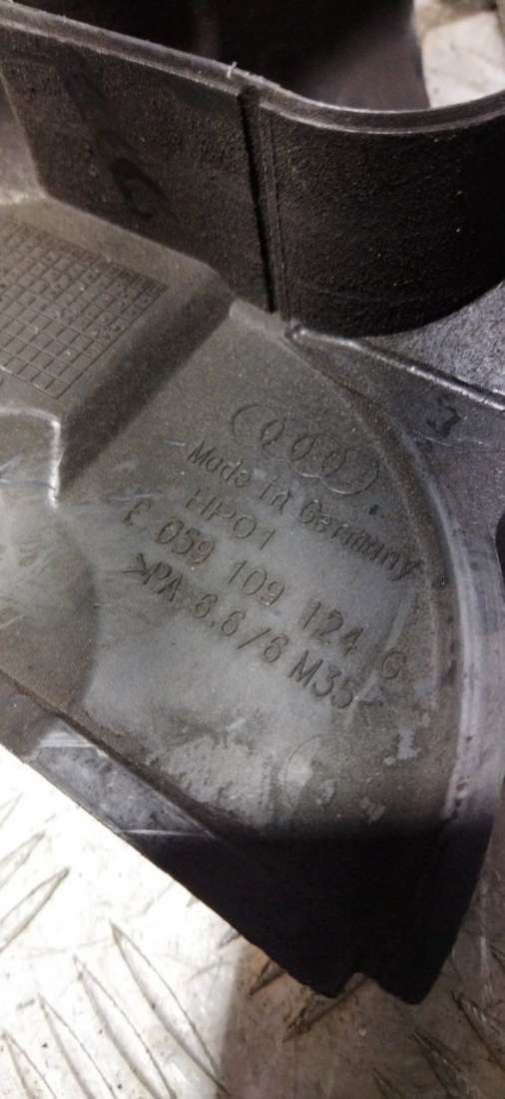 Made in Germany
HP01
E 059 109 124 G
>PA 6.6/6 M35<